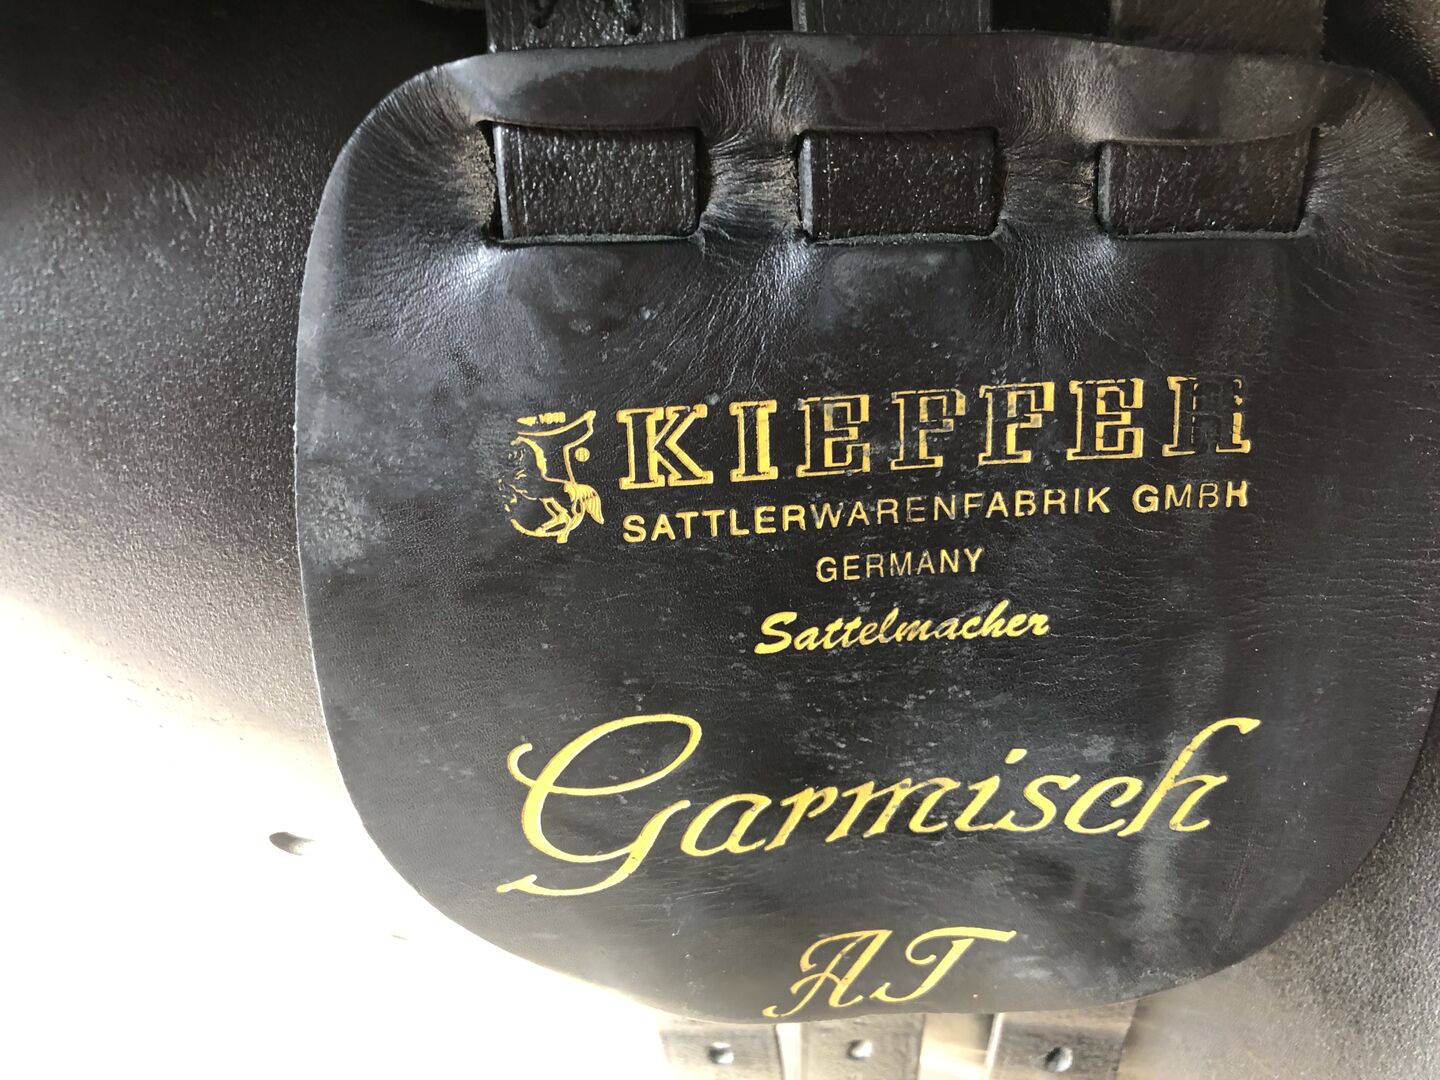 KIEFFER
SATTLERWARENFABRIK GMBH
GERMANY
Sattelmacher
Garmisch
AT